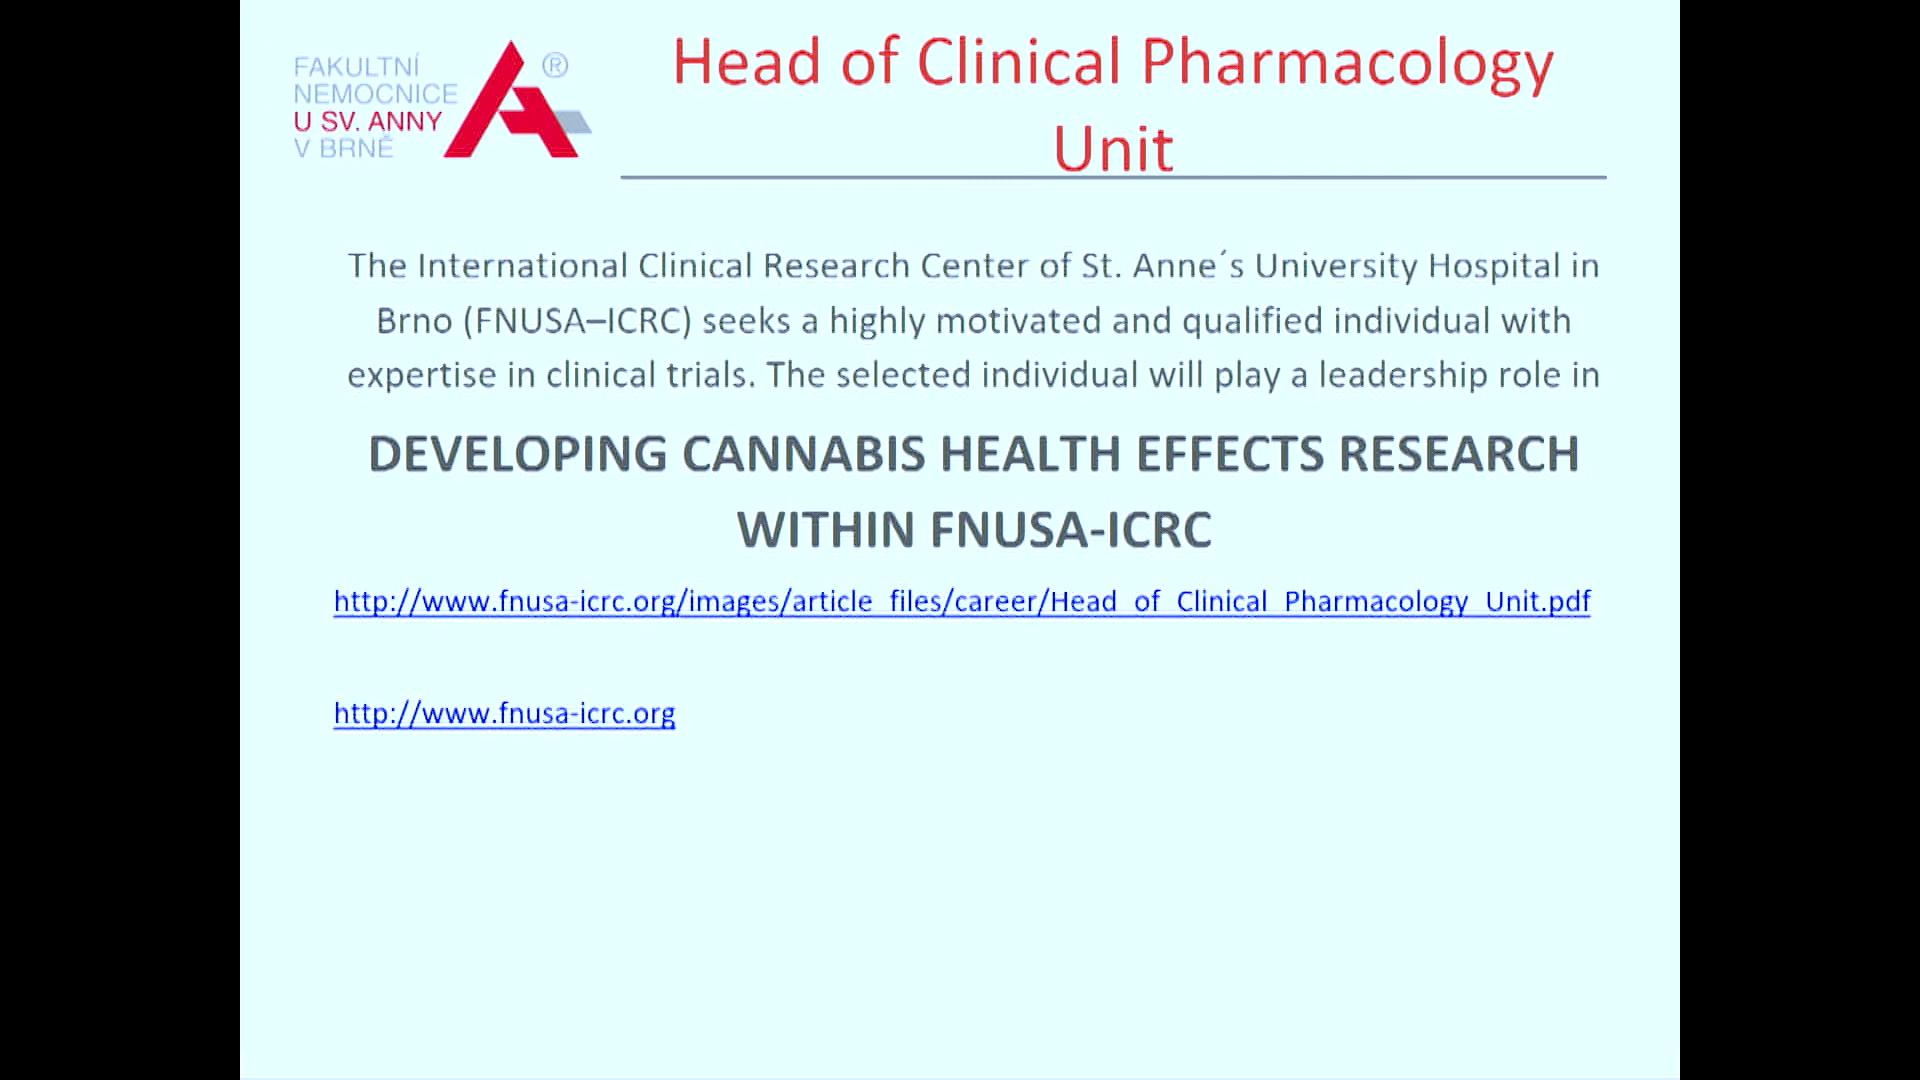 FAKULTNÍ
NEMOCNICE
U SV. ANNY
V BRNĚ
®
Head of Clinical Pharmacology
Unit
The International Clinical Research Center of St. Anne´s University Hospital in
Brno (FNUSA–ICRC) seeks a highly motivated and qualified individual with
expertise in clinical trials. The selected individual will play a leadership role in
DEVELOPING CANNABIS HEALTH EFFECTS RESEARCH
WITHIN FNUSA-ICRC
http://www.fnusa-icrc.org/images/article_files/career/Head_of_Clinical_Pharmacology_Unit.pdf
http://www.fnusa-icrc.org